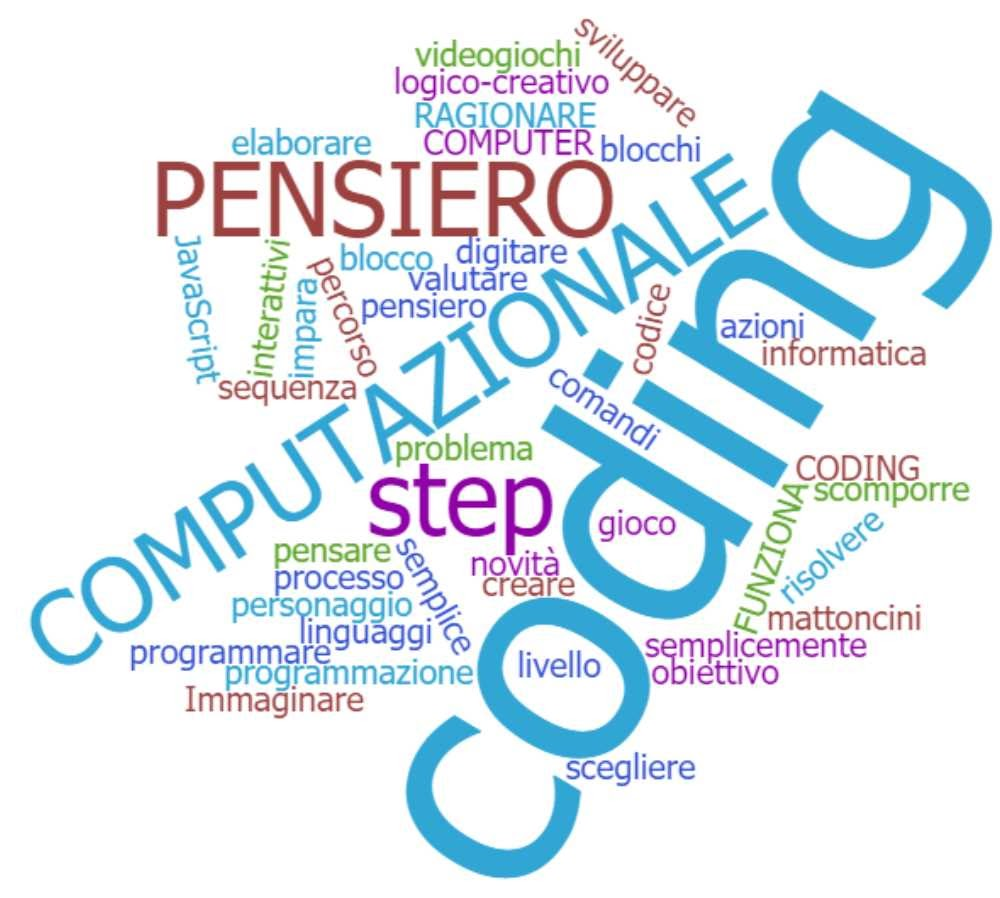 sviluppare
videogiochi
logico-creativo
RAGIONARE
elaborare
COMPUTER
blocchi
PENSIERO
COMPUTAZIONALE
Coding
JavaScript
interattivi
impara
percorso
blocco
digitare
valutare
pensiero
codice
azioni
informatica
sequenza
comandi
problema
step
CODING
scomporre
gioco
FUNZIONA
risolvere
pensare
semplice
novità
processo
creare
personaggio
mattoncini
linguaggi
programmare
semplicemente
livello
programmazione
obiettivo
Immaginare
scegliere